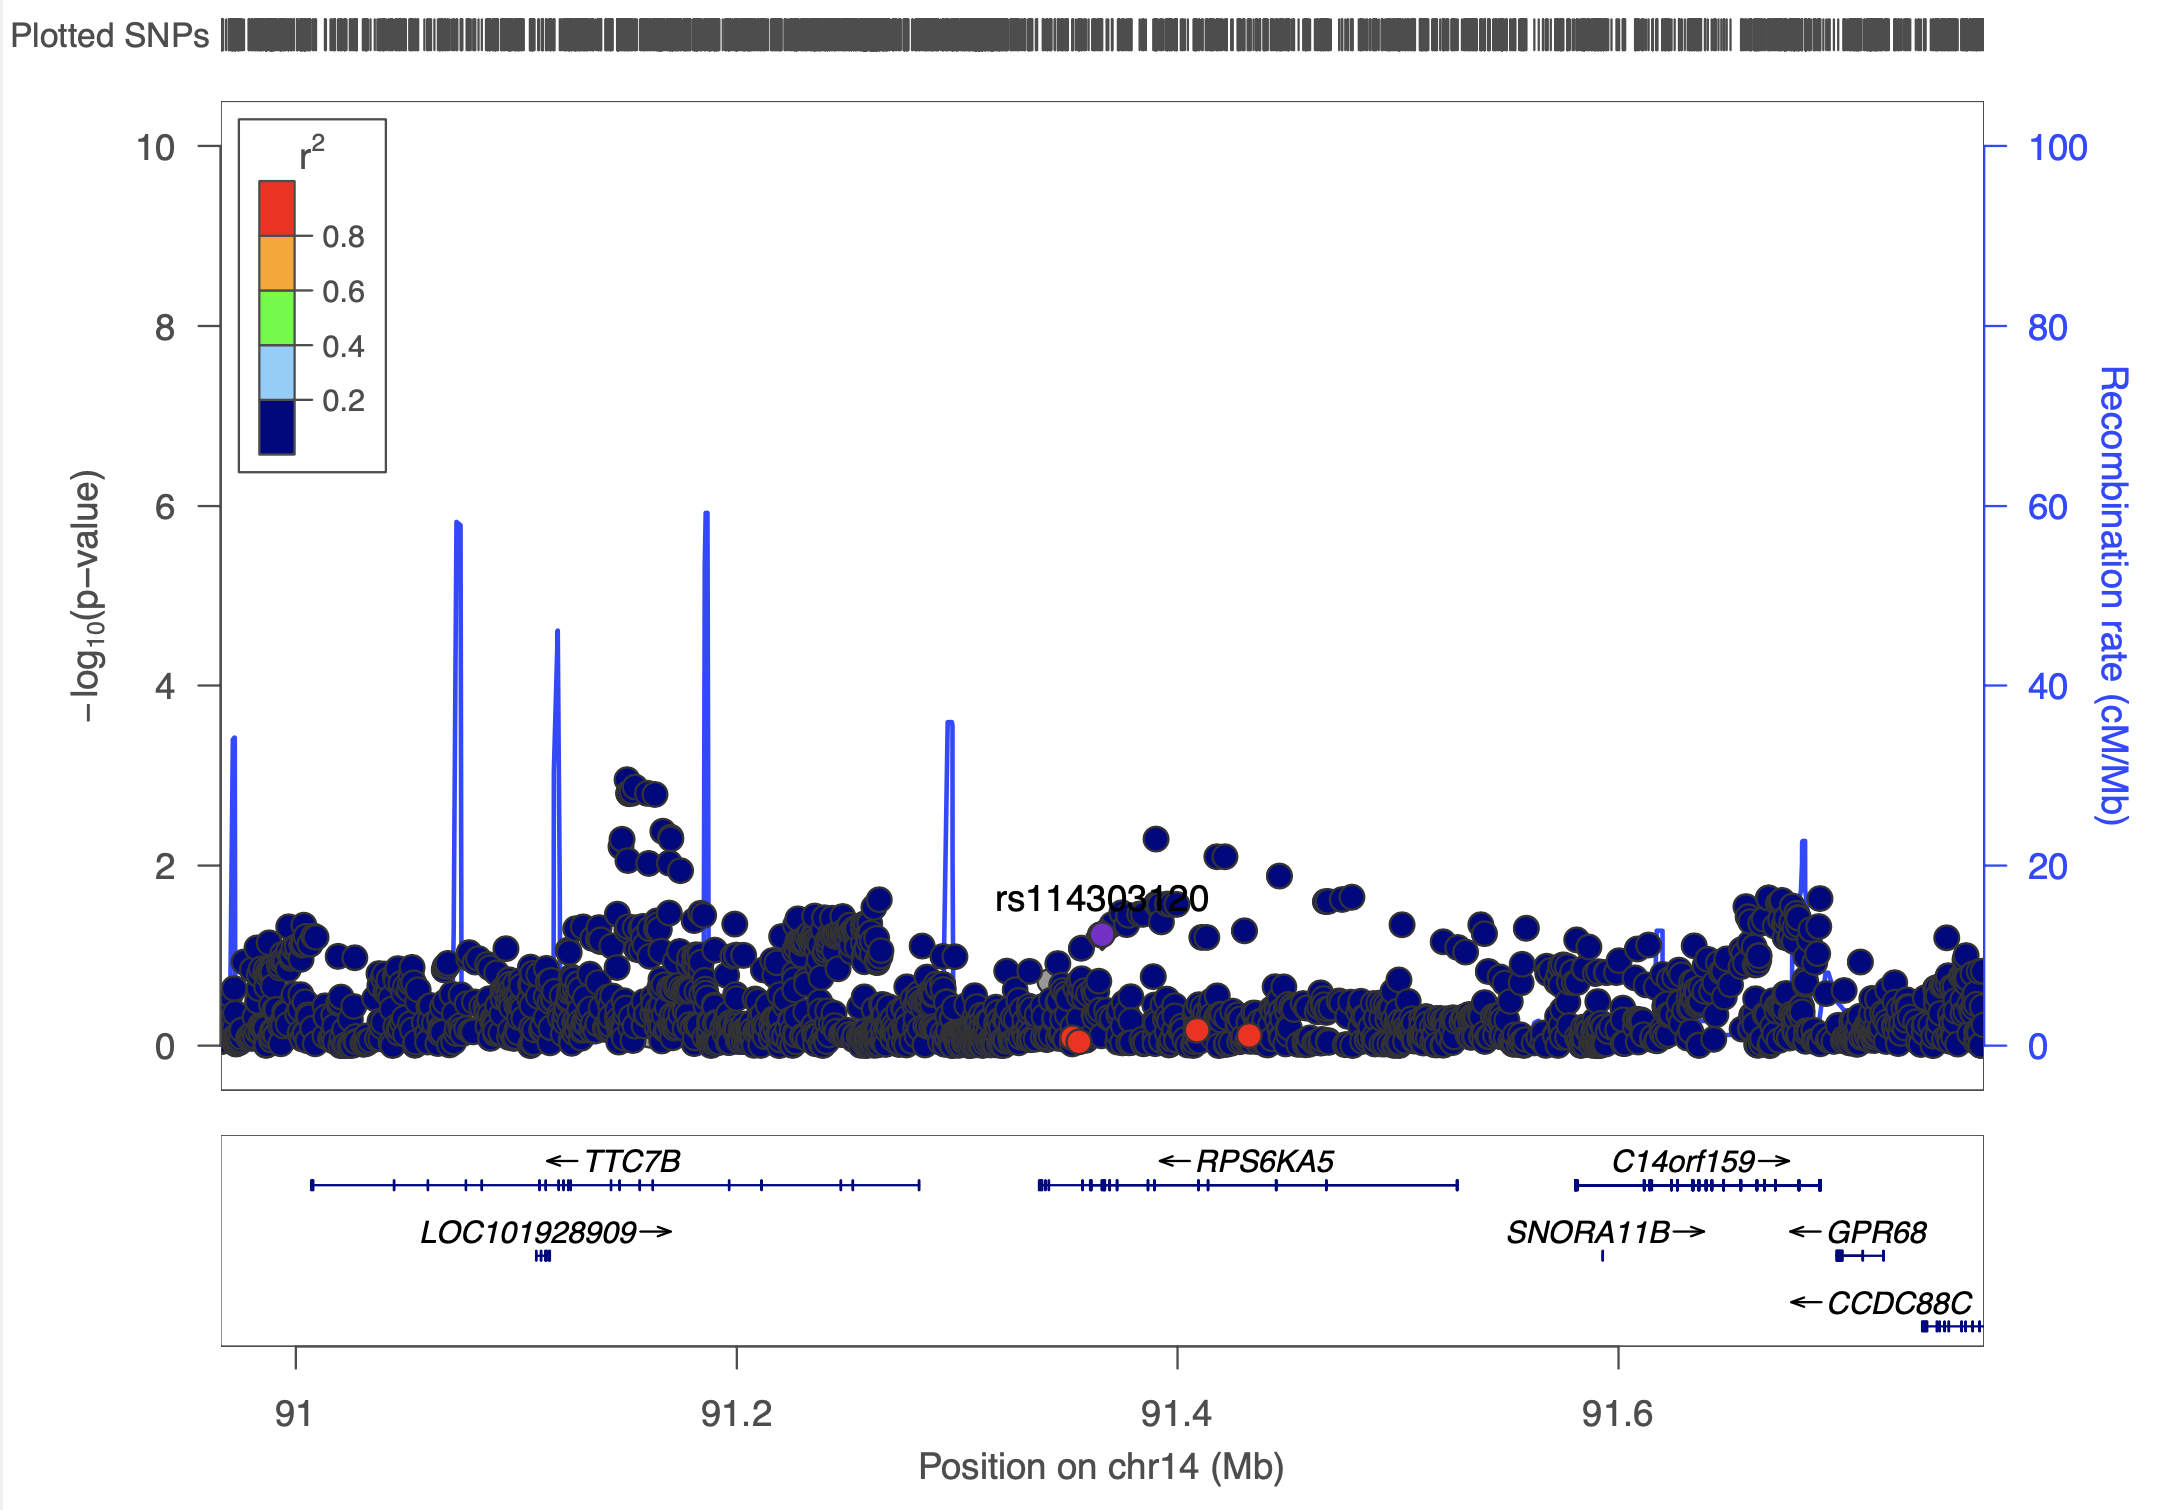 Plotted SNPs
r2
0.8
0.6
0.4
0.2
10
8
6
4
2
0
−log10(p−value)
100
80
60
40
20
0
Recombination rate (cM/Mb)
rs114303120
←TTC7B
←RPS6KA5
C14orf159→
LOC101928909→
SNORA11B→
←GPR68
←CCDC88C
91
91.2
91.4
91.6
Position on chr14 (Mb)